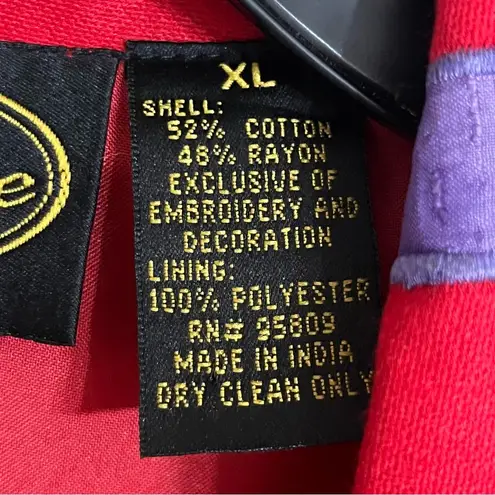 XL
SHELL:
52% COTTON
48% RAYON
EXCLUSIVE OF
EMBROIDERY AND
DECORATION
LINING:
100% POLYESTER
RN# 95809
MADE IN INDIA
DRY CLEAN ONLY